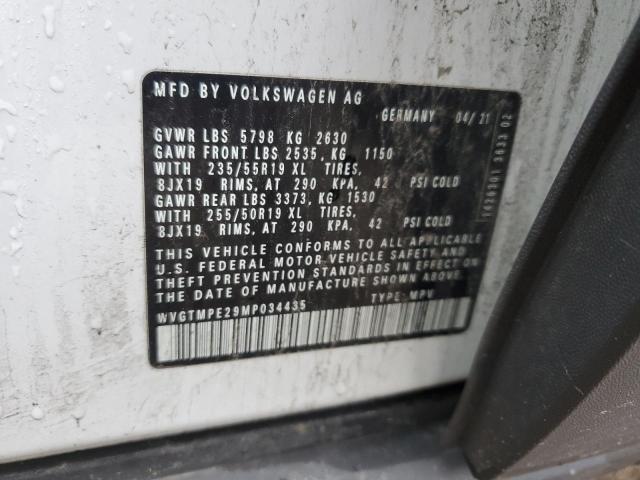 MFD BY VOLKSWAGEN AG
GERMANY 04/21
GVWR LBS 5798 KG 2630
GAWR FRONT LBS 2535, KG 1150
WITH 235/55R19 XL TIRES,
8JX19 RIMS, AT 290 KPA, 42 PSI COLD
GAWR REAR LBS 3373, KG 1530
WITH 255/50R19 XL TIRES,
8JX19 RIMS, AT 290 KPA, 42 PSI COLD
THIS VEHICLE CONFORMS TO ALL APPLICABLE
U.S. FEDERAL MOTOR VEHICLE SAFETY AND
THEFT PREVENTION STANDARDS IN EFFECT ON
THE DATE OF MANUFACTURE SHOWN ABOVE.
WVGTMPE29MP034435 TYPE: MPV
3633 02